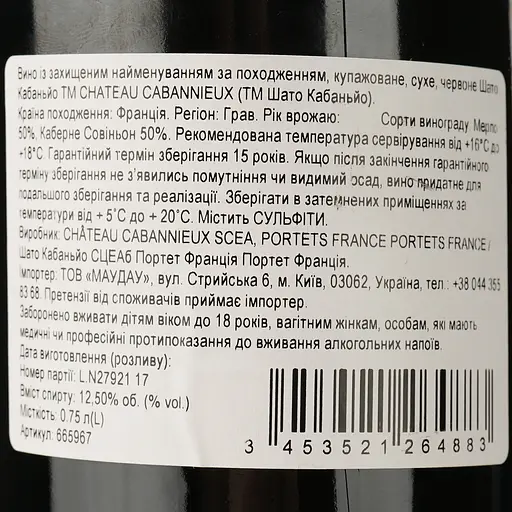 Вино із захищеним найменуванням за походженням, купажоване, сухе, червоне Шато
Кабаньйо ТМ CHATEAU CABANNIEUX (ТМ Шато Кабаньйо).
Країна походження: Франція. Регіон: Грав. Рік врожаю: Сорти винограду Мерло
50%, Каберне Совіньон 50%. Рекомендована температура сервірування від +16°С до
+18°С. Гарантійний термін зберігання 15 років. Якщо після закінчення гарантійного
терміну зберігання не з'явились помутніння чи видимий осад, вино придатне для
подальшого зберігання та реалізації. Зберігати в затемнених приміщеннях за
температури від + 5°С до + 20°С. Містить СУЛЬФІТИ.
Виробник: CHÂTEAU CABANNIEUX SCEA, PORTETS FRANCE PORTETS FRANCE /
Шато Кабаньйо СЦЕАб Портет Франція Портет Франція.
Імпортер: ТОВ «МАУДАУ», вул. Стрийська 6, м. Київ, 03062, Україна, тел.: +38 044 355
83 68. Претензії від споживачів приймає імпортер.
Заборонено вживати дітям віком до 18 років, вагітним жінкам, особам, які мають
медичні чи професійні протипоказання до вживання алкогольних напоїв.
Дата виготовлення (розливу):
Номер партії: L.N27921 17
Вміст спирту: 12,50% об. (% vol.)
Місткість: 0.75 л(L)
Артикул: 665967
3 453521 264883